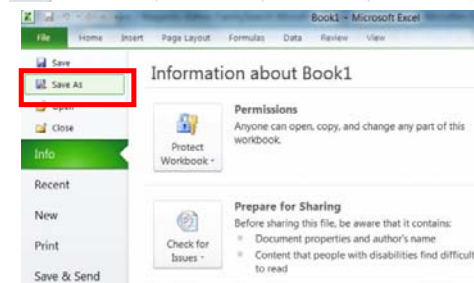 Book1 - Microsoft Excel
File Home Insert Page Layout Formulas Data Review View
Save
Save As
Open
Close
Info
Recent
New
Print
Save & Send
Information about Book1
Protect
Workbook
Permissions
Anyone can open, copy, and change any part of this
workbook.
Check for
Issues
Prepare for Sharing
Before sharing this file, be aware that it contains:
Document properties and author's name
Content that people with disabilities find difficult
to read